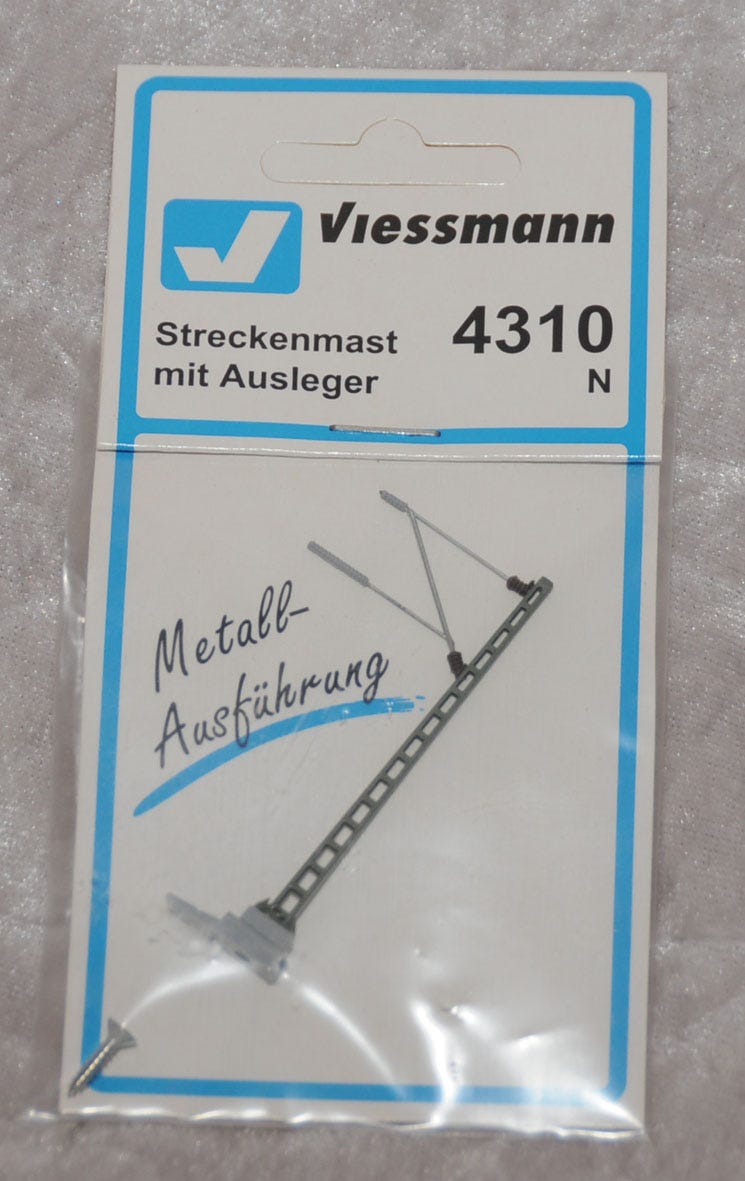 Viessmann
Streckenmast
mit Ausleger
4310
N
Metall-
Ausführung